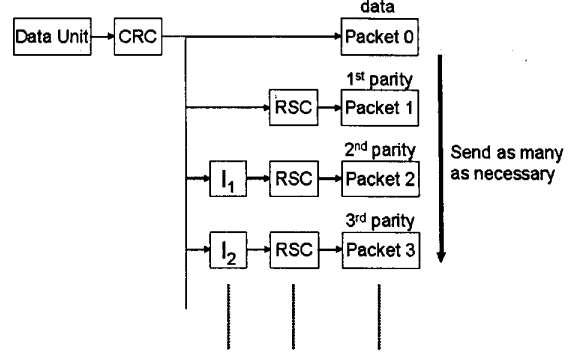 data
Data Unit
CRC
Packet 0
1st parity
RSC
Packet 1
2nd parity
I1
RSC
Packet 2
3rd parity
I2
RSC
Packet 3
Send as many
as necessary